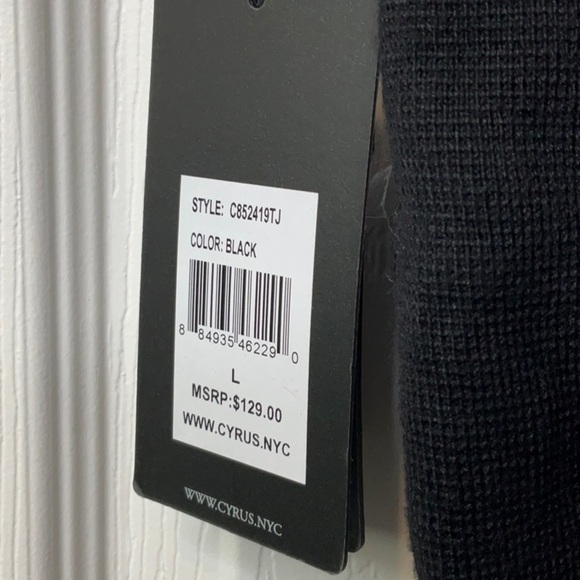 STYLE: C852419TJ
COLOR: BLACK
8 84935 46229 0
L
MSRP:$129.00
WWW.CYRUS.NYC
WWW.CYRUS.NYC